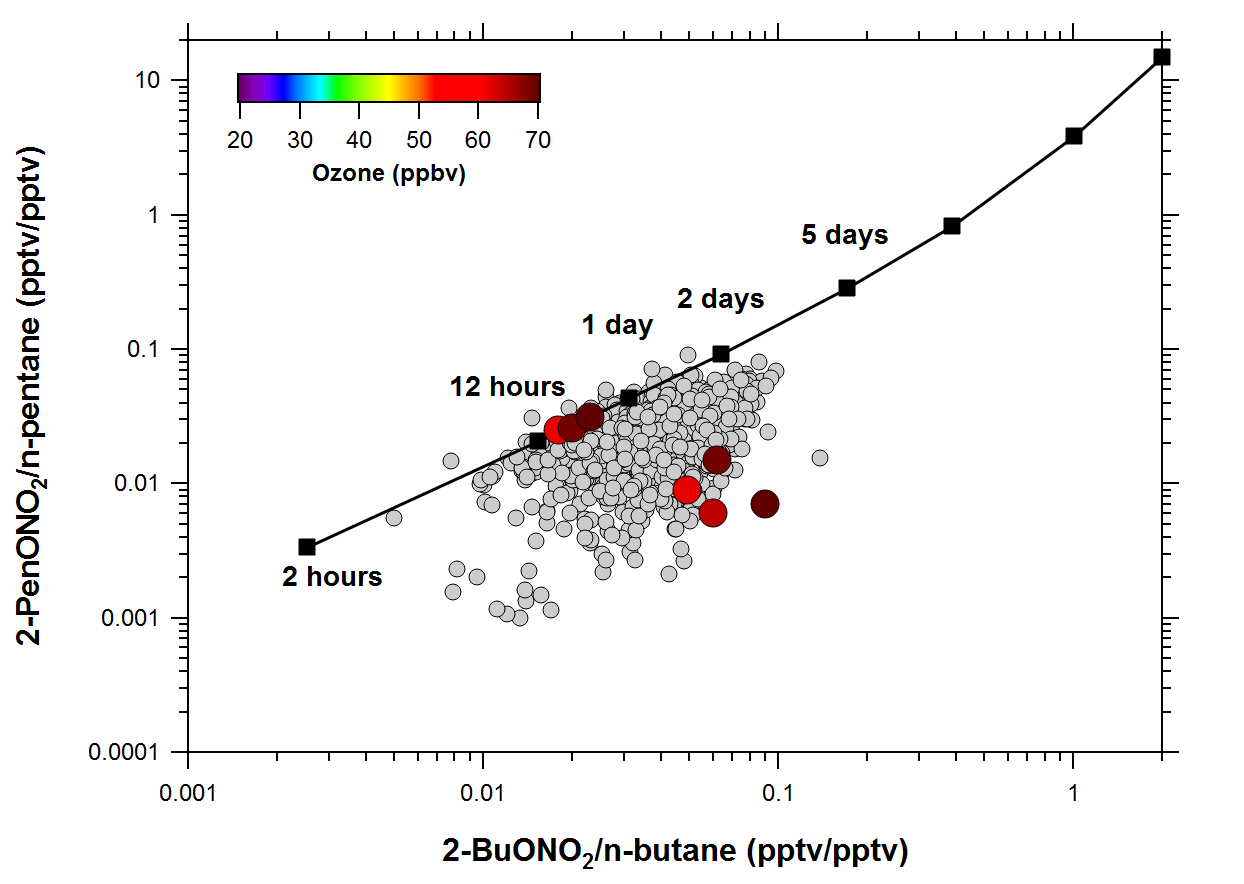 20 30 40 50 60 70
Ozone (ppbv)
10
1
0.1
0.01
0.001
0.0001
2-PenONO₂/n-pentane (pptv/pptv)
5 days
2 days
1 day
12 hours
2 hours
0.001 0.01 0.1 1
2-BuONO₂/n-butane (pptv/pptv)